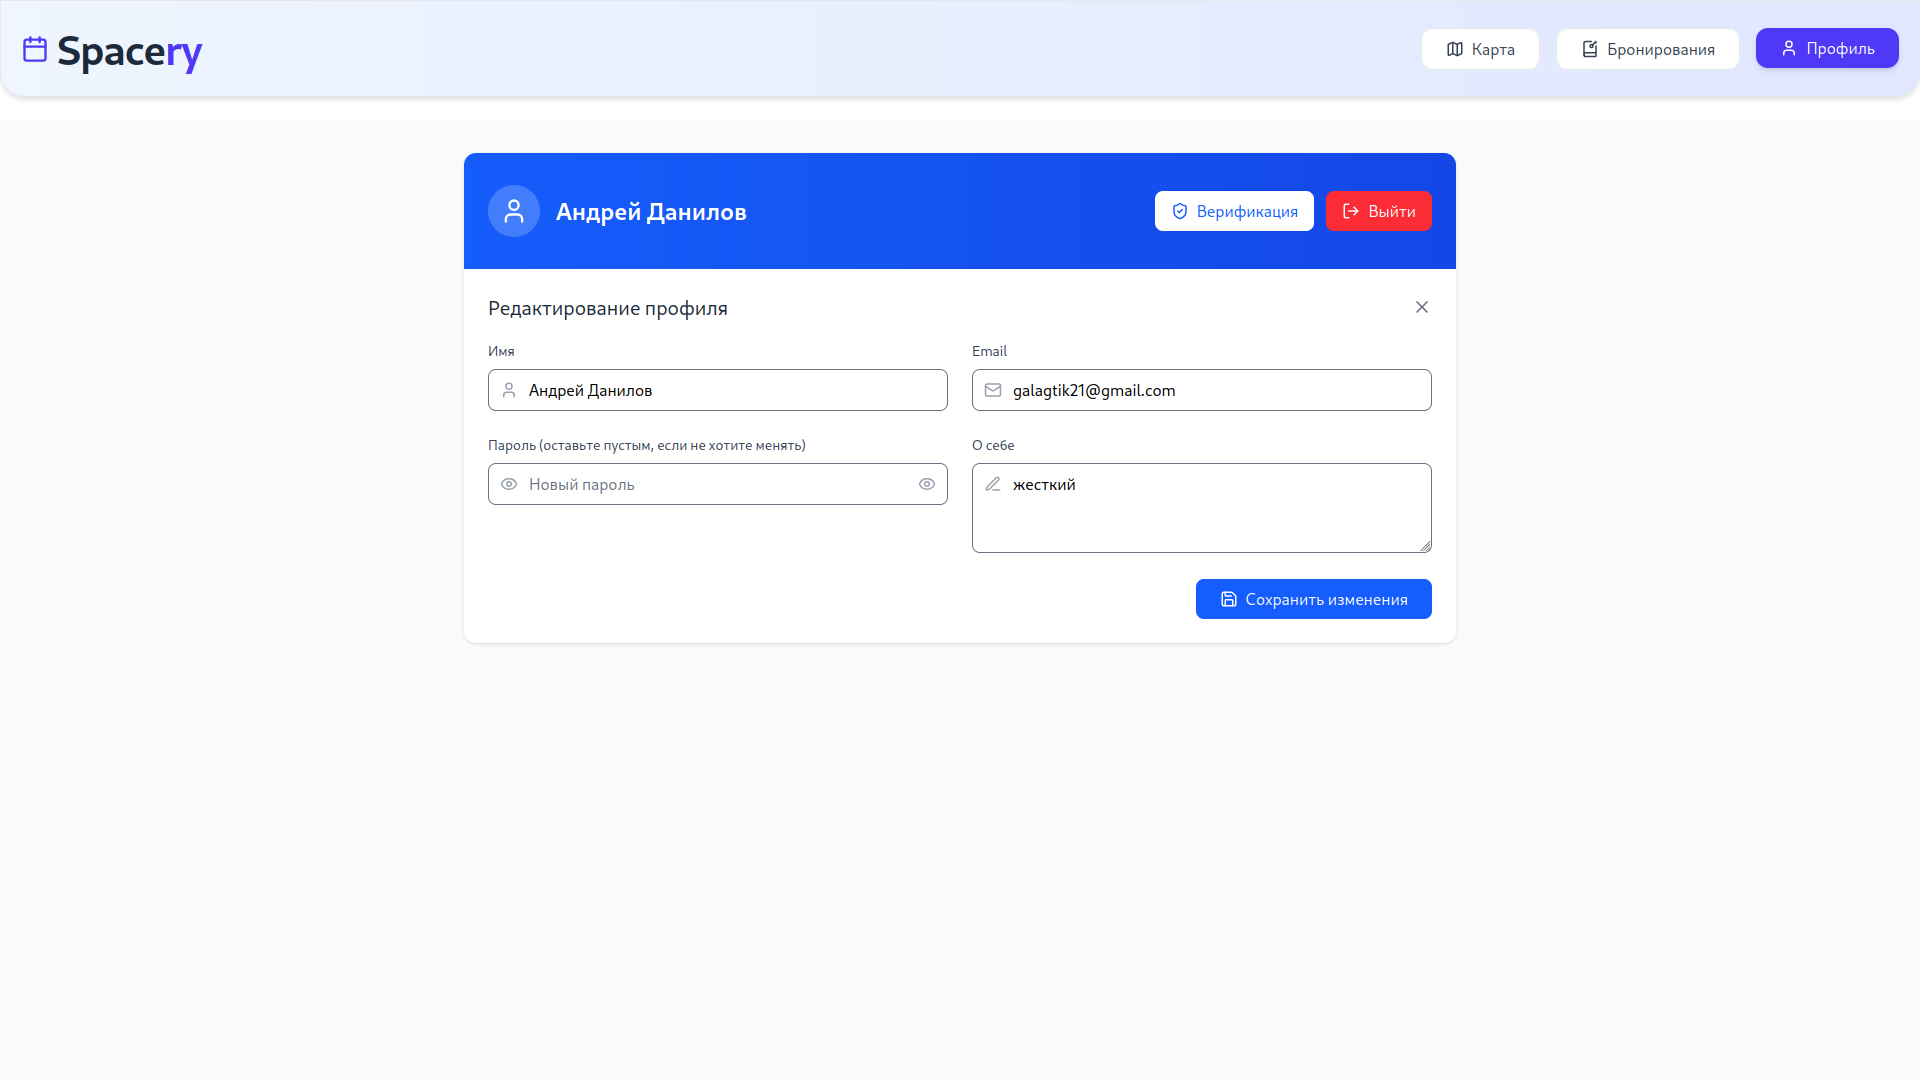 Spacery
Карта
Бронирования
Профиль
Андрей Данилов
Верификация
Выйти
Редактирование профиля
Имя
Email
Андрей Данилов
galagtik21@gmail.com
Пароль (оставьте пустым, если не хотите менять)
О себе
Новый пароль
жесткий
Сохранить изменения